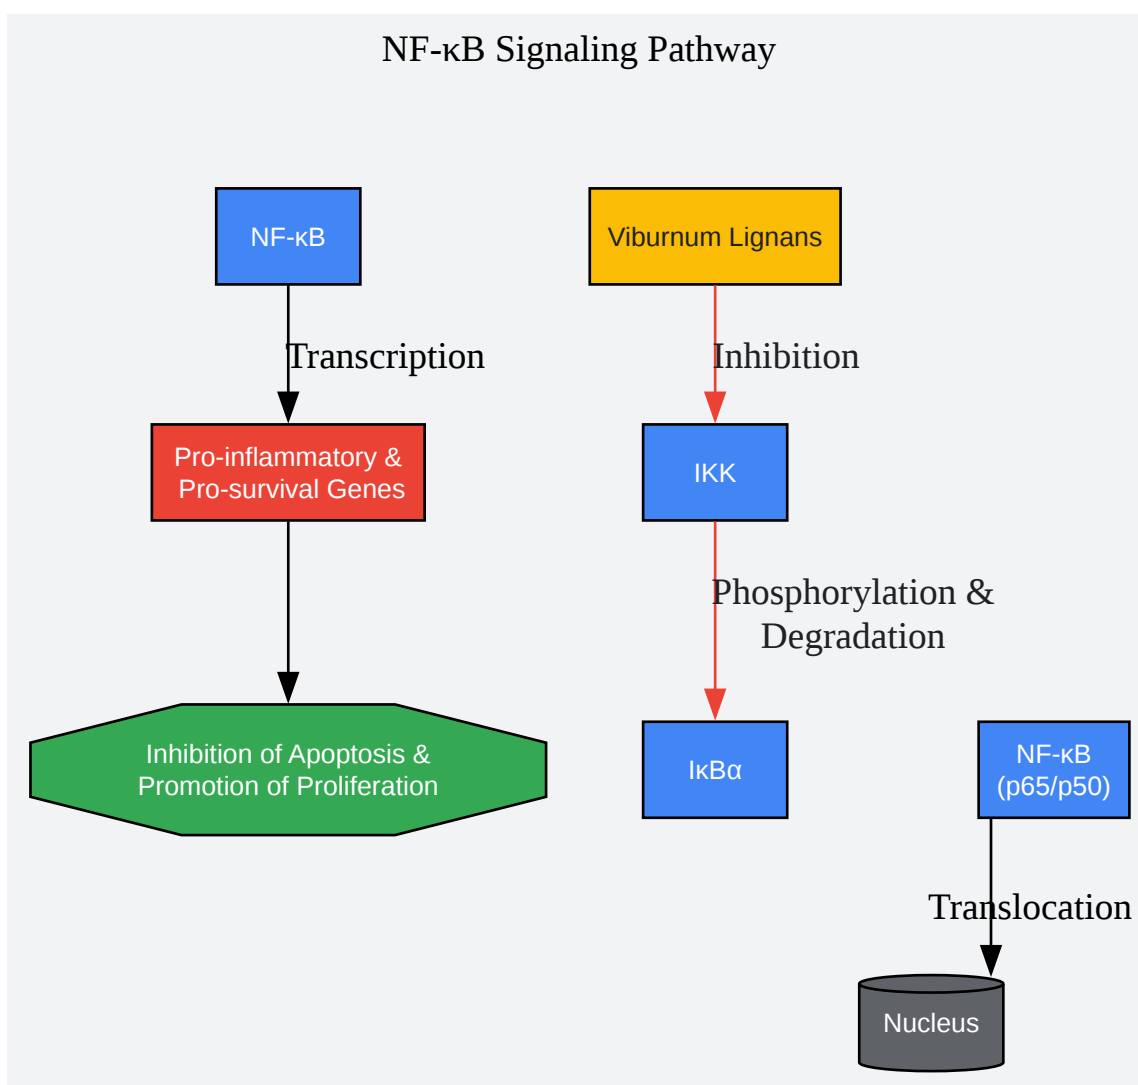 NF-κB Signaling Pathway
NF-κB
Viburnum Lignans
Transcription
Inhibition
Pro-inflammatory &
Pro-survival Genes
IKK
Phosphorylation &
Degradation
Inhibition of Apoptosis &
Promotion of Proliferation
IκBα
NF-κB
(p65/p50)
Translocation
Nucleus